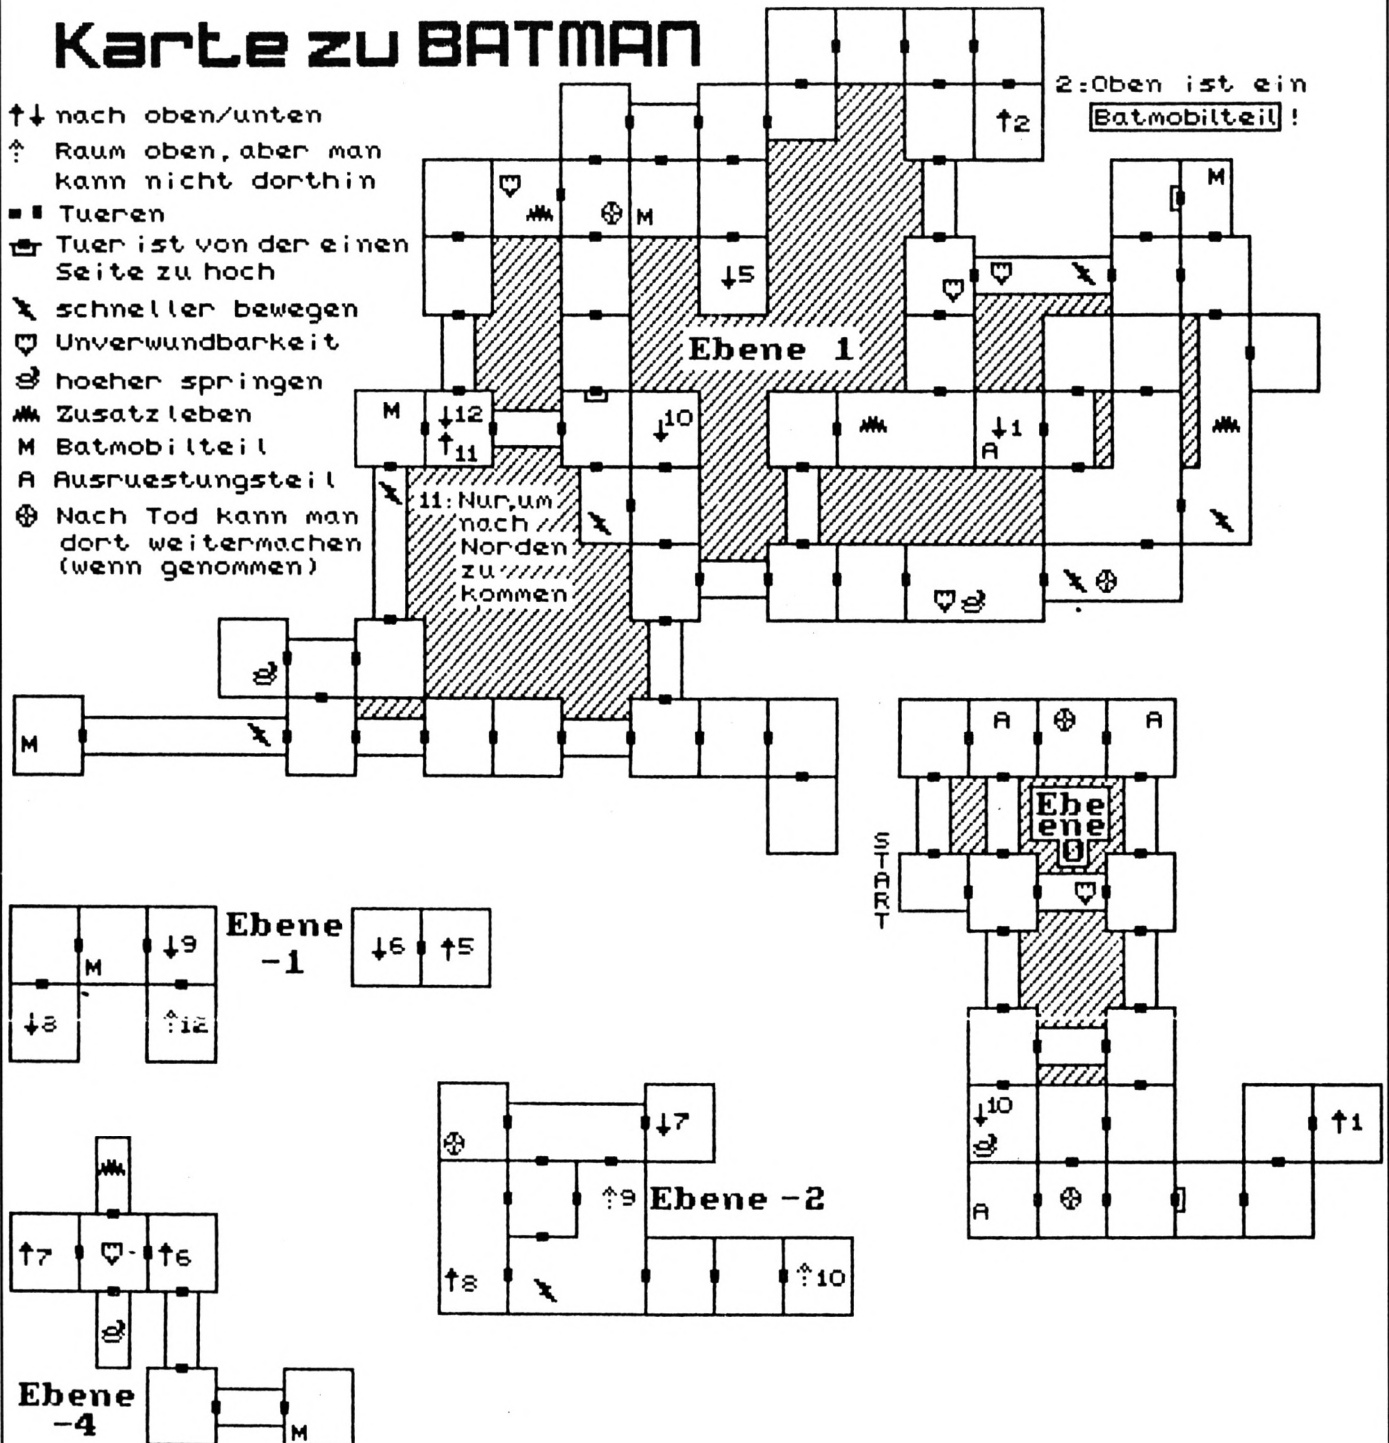 Karte zu BATMAN
↑↓ nach oben/unten
⇡ Raum oben, aber man
kann nicht dorthin
Tueren
Tuer ist von der einen
Seite zu hoch
schneller bewegen
Unverwundbarkeit
hoeher springen
Zusatzleben
M Batmobilteil
A Ausruestungsteil
Nach Tod kann man
dort weitermachen
(wenn genommen)
2:Oben ist ein
Batmobilteil !
↑2
M
M
↓5
Ebene 1
M
↓12
↑11
↓10
↓1
A
11: Nur, um
nach
Norden
zu
kommen
M
A
A
Ebe
ene
0
START
↓10
↑1
A
Ebene
-1
↓9
M
↓8
⇡12
↓6
↑5
↓7
⇡9
Ebene -2
↑8
⇡10
↑7
↑6
Ebene
-4
M